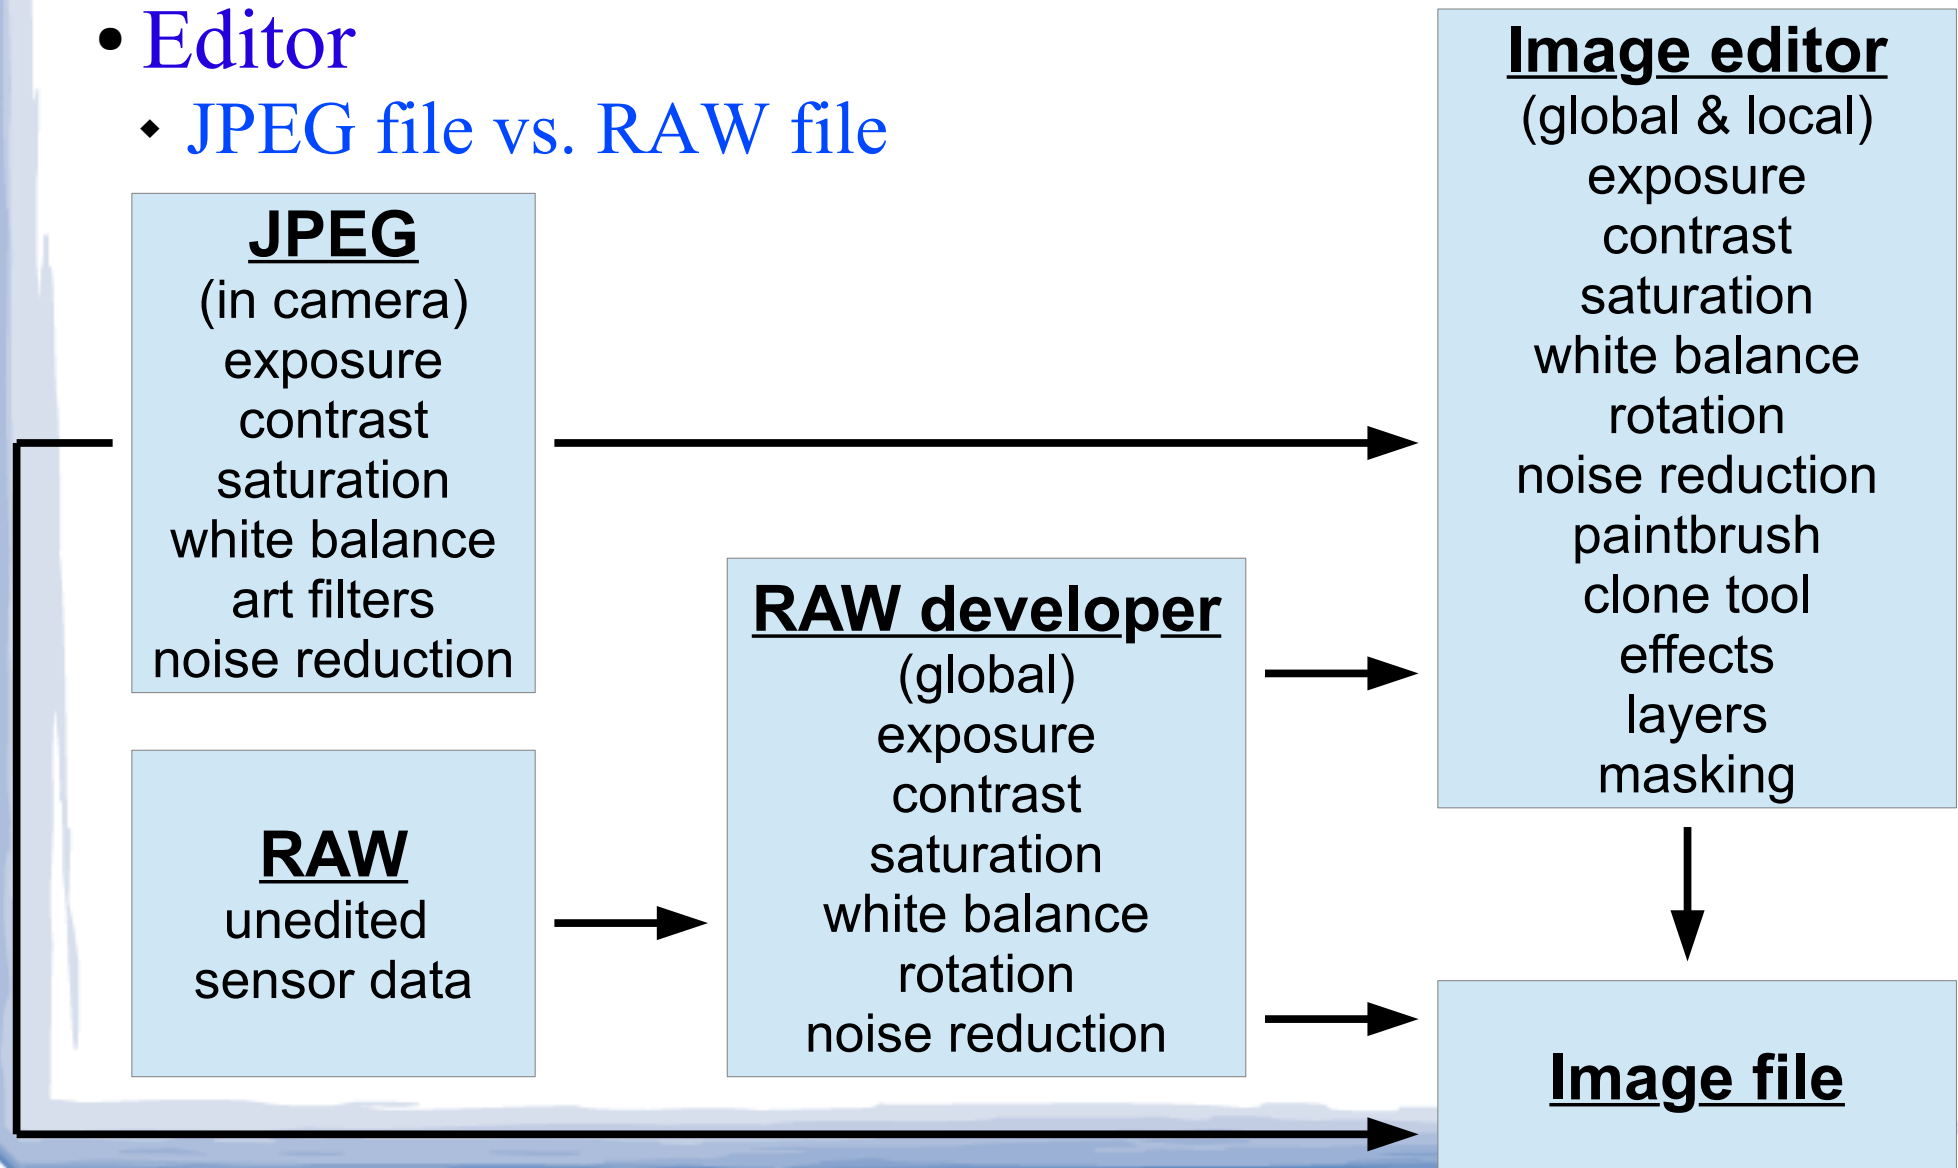 • Editor
◆ JPEG file vs. RAW file
JPEG
(in camera)
exposure
contrast
saturation
white balance
art filters
noise reduction
RAW
unedited
sensor data
RAW developer
(global)
exposure
contrast
saturation
white balance
rotation
noise reduction
Image editor
(global & local)
exposure
contrast
saturation
white balance
rotation
noise reduction
paintbrush
clone tool
effects
layers
masking
Image file